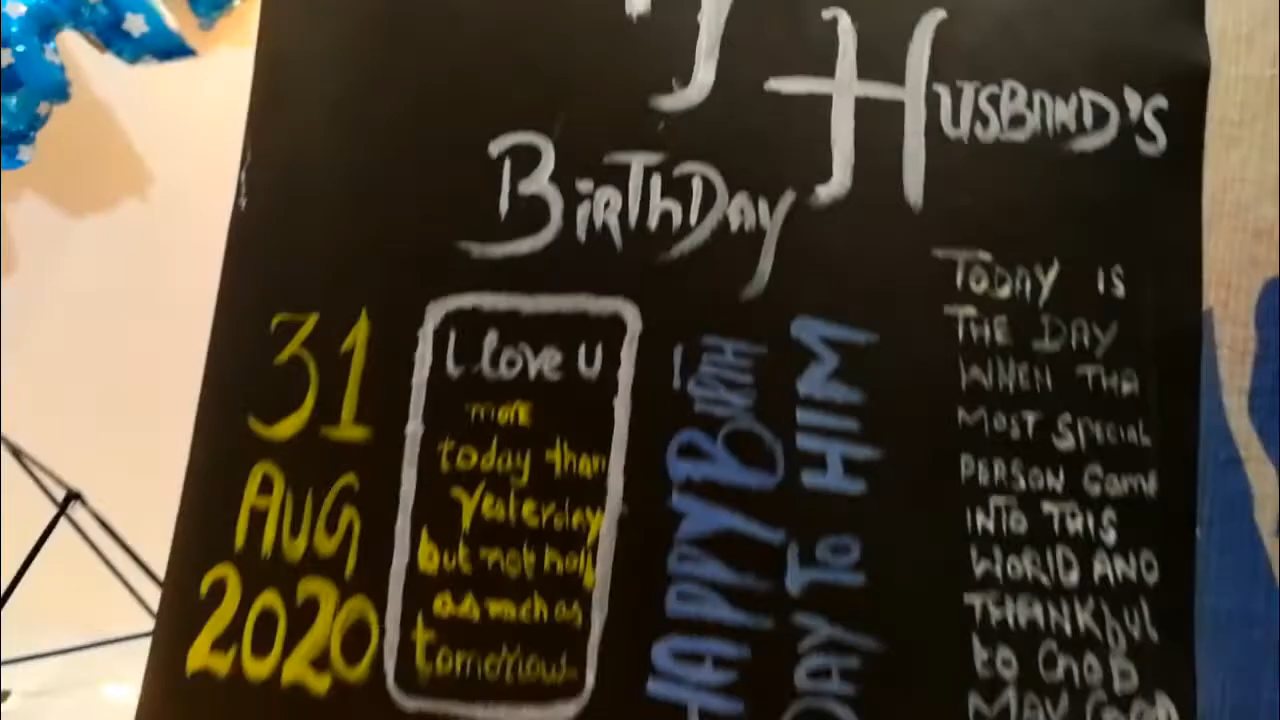 HUSBAND'S
BIRTHDAY
31
AUG
2020
I love u
more
today than
yesterday
but not half
as much as
tomorrow
HAPPY BIRTH
DAY TO HIM
TODAY IS
THE DAY
WHEN THA
MOST SPECIAL
PERSON Came
INTO THIS
WORLD AND
THANKful
to GOD
MAY